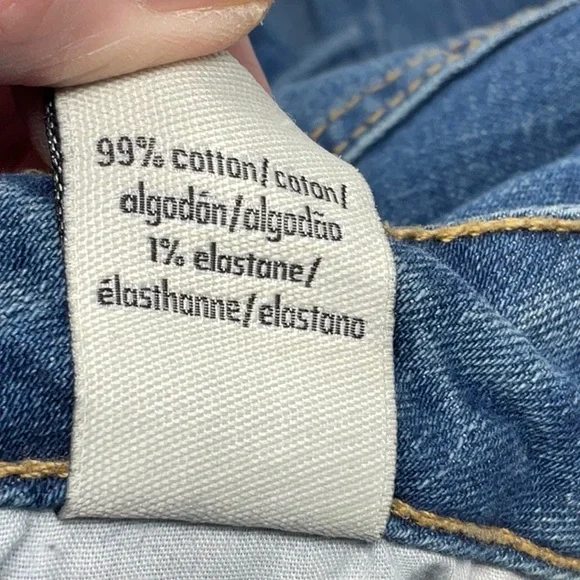 99% cotton/coton/
algodón/algodão
1% elastane/
élasthanne/elastano